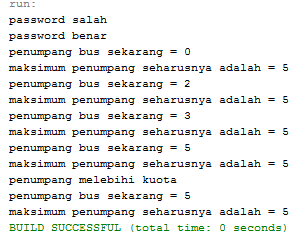 run:
password salah
password benar
penumpang bus sekarang = 0
maksimum penumpang seharusnya adalah = 5
penumpang bus sekarang = 2
maksimum penumpang seharusnya adalah = 5
penumpang bus sekarang = 3
maksimum penumpang seharusnya adalah = 5
penumpang bus sekarang = 5
maksimum penumpang seharusnya adalah = 5
penumpang melebihi kuota
penumpang bus sekarang = 5
maksimum penumpang seharusnya adalah = 5
BUILD SUCCESSFUL (total time: 0 seconds)